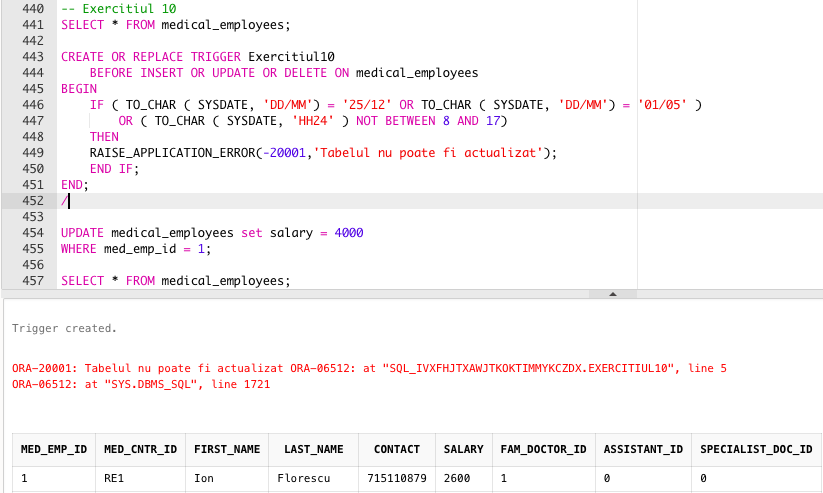 440 -- Exercitiul 10
441 SELECT * FROM medical_employees;
442
443 CREATE OR REPLACE TRIGGER Exercitiul10
444     BEFORE INSERT OR UPDATE OR DELETE ON medical_employees
445 BEGIN
446     IF ( TO_CHAR ( SYSDATE, 'DD/MM') = '25/12' OR TO_CHAR ( SYSDATE, 'DD/MM') = '01/05' )
447         OR ( TO_CHAR ( SYSDATE, 'HH24' ) NOT BETWEEN 8 AND 17)
448     THEN
449     RAISE_APPLICATION_ERROR(-20001,'Tabelul nu poate fi actualizat');
450     END IF;
451 END;
452 /
453
454 UPDATE medical_employees set salary = 4000
455 WHERE med_emp_id = 1;
456
457 SELECT * FROM medical_employees;
Trigger created.
ORA-20001: Tabelul nu poate fi actualizat ORA-06512: at "SQL_IVXFHJTXAWJTKOKTIMMYKCZDX.EXERCITIUL10", line 5
ORA-06512: at "SYS.DBMS_SQL", line 1721
MED_EMP_ID MED_CNTR_ID FIRST_NAME LAST_NAME CONTACT SALARY FAM_DOCTOR_ID ASSISTANT_ID SPECIALIST_DOC_ID
1 RE1 Ion Florescu 715110879 2600 1 0 0